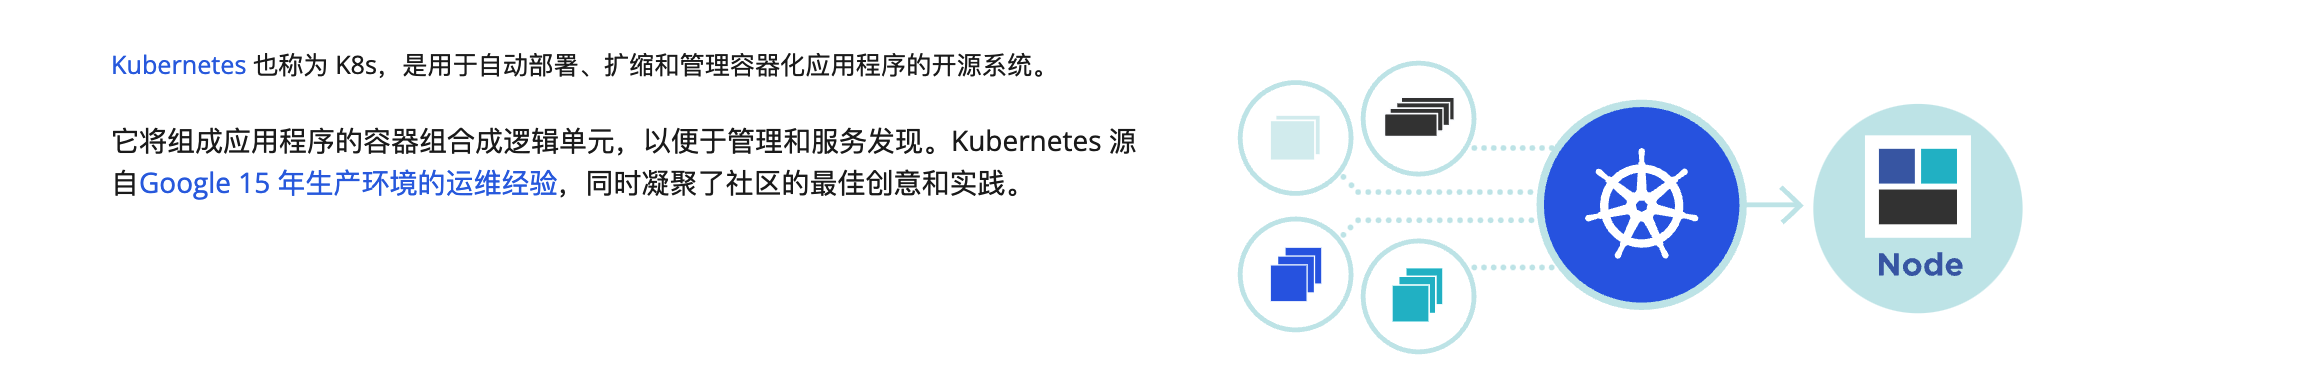 Kubernetes 也称为 K8s，是用于自动部署、扩缩和管理容器化应用程序的开源系统。
它将组成应用程序的容器组合成逻辑单元，以便于管理和服务发现。Kubernetes 源
自Google 15 年生产环境的运维经验，同时凝聚了社区的最佳创意和实践。
Node